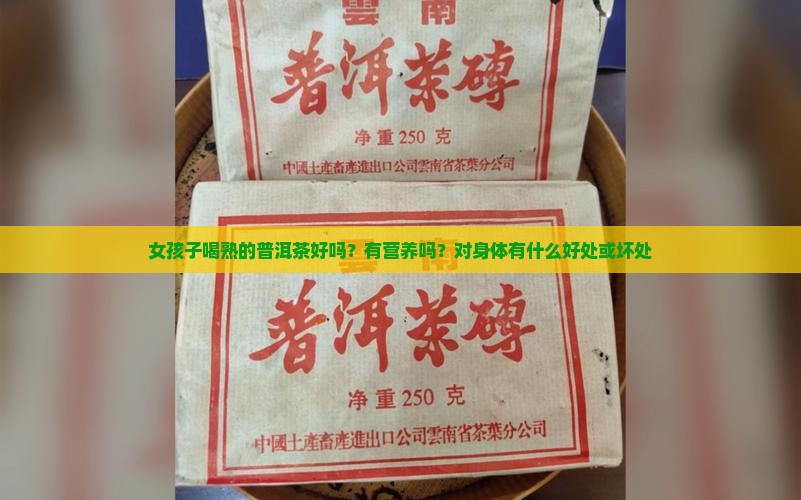 雲南
普洱茶磚
净重250 克
中國土產畜產進出口公司雲南省茶葉分公司
女孩子喝熟的普洱茶好吗？有营养吗？对身体有什么好处或坏处
雲南
普洱茶磚
净重250 克
中國土產畜產進出口公司雲南省茶葉分公司